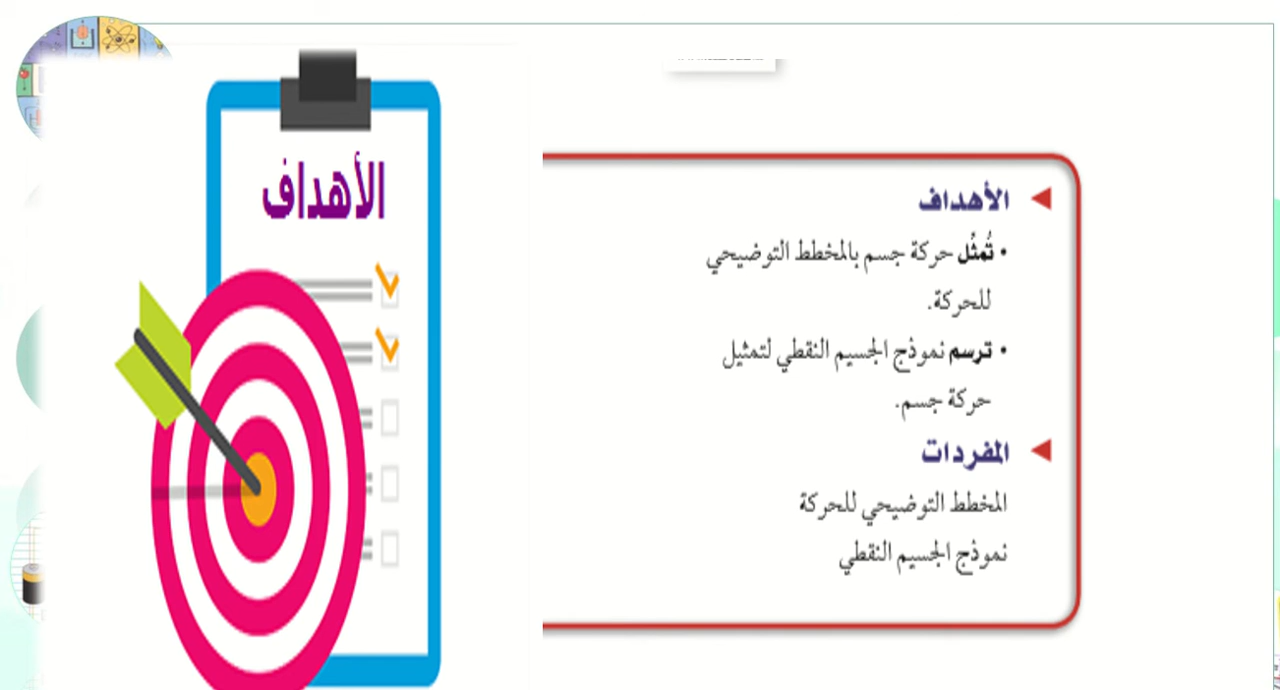 الأهداف
الأهداف
• تُمثِّل حركة جسم بالمخطط التوضيحي
للحركة.
• ترسم نموذج الجسيم النقطي لتمثيل
حركة جسم.
المفردات
المخطط التوضيحي للحركة
نموذج الجسيم النقطي